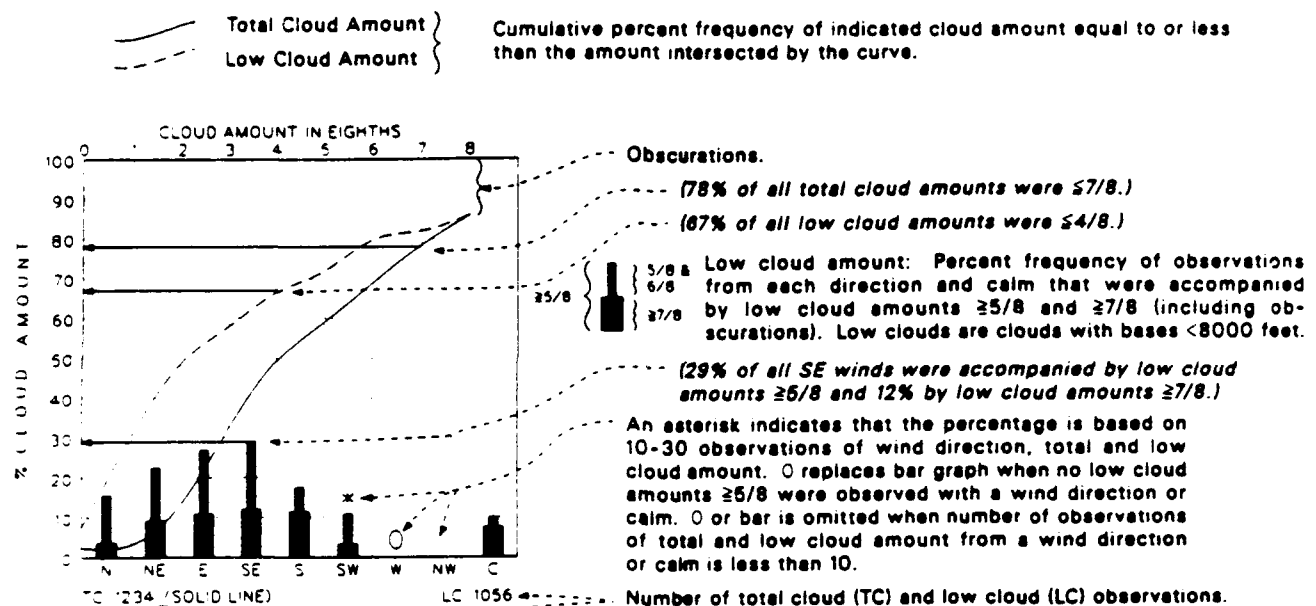 Total Cloud Amount
Low Cloud Amount
Cumulative percent frequency of indicated cloud amount equal to or less
than the amount intersected by the curve.
CLOUD AMOUNT IN EIGHTHS
0 1 2 3 4 5 6 7 8
100
90
80
70
60
50
40
30
20
10
0
% CLOUD AMOUNT
N NE E SE S SW W NW C
TC 1234 (SOLID LINE)
LC 1056
Obscurations.
(78% of all total cloud amounts were ≦7/8.)
(67% of all low cloud amounts were ≦4/8.)
≧5/8
5/8 &
6/8
≧7/8
Low cloud amount: Percent frequency of observations
from each direction and calm that were accompanied
by low cloud amounts ≧5/8 and ≧7/8 (including ob-
scurations). Low clouds are clouds with bases <8000 feet.
(29% of all SE winds were accompanied by low cloud
amounts ≧5/8 and 12% by low cloud amounts ≧7/8.)
An asterisk indicates that the percentage is based on
10-30 observations of wind direction, total and low
cloud amount. 0 replaces bar graph when no low cloud
amounts ≧5/8 were observed with a wind direction or
calm. 0 or bar is omitted when number of observations
of total and low cloud amount from a wind direction
or calm is less than 10.
*
0
Number of total cloud (TC) and low cloud (LC) observations.